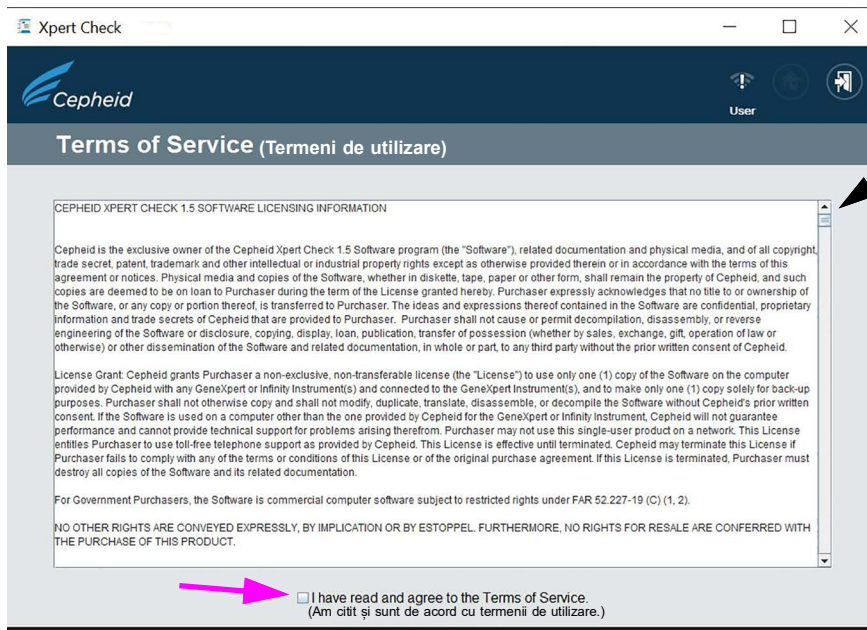 Xpert Check
Cepheid
User
Terms of Service (Termeni de utilizare)
CEPHEID XPERT CHECK 1.5 SOFTWARE LICENSING INFORMATION
Cepheid is the exclusive owner of the Cepheid Xpert Check 1.5 Software program (the "Software"), related documentation and physical media, and of all copyright,
trade secret, patent, trademark and other intellectual or industrial property rights except as otherwise provided therein or in accordance with the terms of this
agreement or notices. Physical media and copies of the Software, whether in diskette, tape, paper or other form, shall remain the property of Cepheid, and such
copies are deemed to be on loan to Purchaser during the term of the License granted hereby. Purchaser expressly acknowledges that no title to or ownership of
the Software, or any copy or portion thereof, is transferred to Purchaser. The ideas and expressions thereof contained in the Software are confidential, proprietary
information and trade secrets of Cepheid that are provided to Purchaser. Purchaser shall not cause or permit decompilation, disassembly, or reverse
engineering of the Software or disclosure, copying, display, loan, publication, transfer of possession (whether by sales, exchange, gift, operation of law or
otherwise) or other dissemination of the Software and related documentation, in whole or part, to any third party without the prior written consent of Cepheid.
License Grant: Cepheid grants Purchaser a non-exclusive, non-transferable license (the "License") to use only one (1) copy of the Software on the computer
provided by Cepheid with any GeneXpert or Infinity Instrument(s) and connected to the GeneXpert Instrument(s), and to make only one (1) copy solely for back-up
purposes. Purchaser shall not otherwise copy and shall not modify, duplicate, translate, disassemble, or decompile the Software without Cepheid's prior written
consent. If the Software is used on a computer other than the one provided by Cepheid for the GeneXpert or Infinity Instrument, Cepheid will not guarantee
performance and cannot provide technical support for problems arising therefrom. Purchaser may not use this single-user product on a network. This License
entitles Purchaser to use toll-free telephone support as provided by Cepheid. This License is effective until terminated. Cepheid may terminate this License if
Purchaser fails to comply with any of the terms or conditions of this License or of the original purchase agreement. If this License is terminated, Purchaser must
destroy all copies of the Software and its related documentation.
For Government Purchasers, the Software is commercial computer software subject to restricted rights under FAR 52.227-19 (C) (1, 2).
NO OTHER RIGHTS ARE CONVEYED EXPRESSLY, BY IMPLICATION OR BY ESTOPPEL. FURTHERMORE, NO RIGHTS FOR RESALE ARE CONFERRED WITH
THE PURCHASE OF THIS PRODUCT.
I have read and agree to the Terms of Service.
(Am citit și sunt de acord cu termenii de utilizare.)